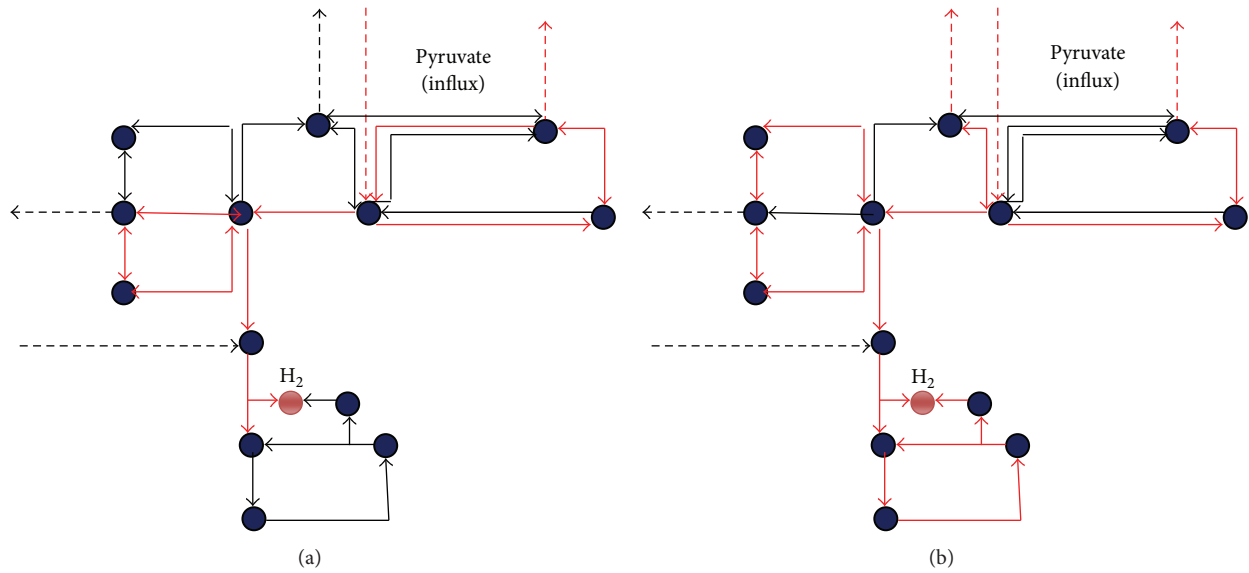 Pyruvate
(influx)
Pyruvate
(influx)
H₂
H₂
(a)
(b)